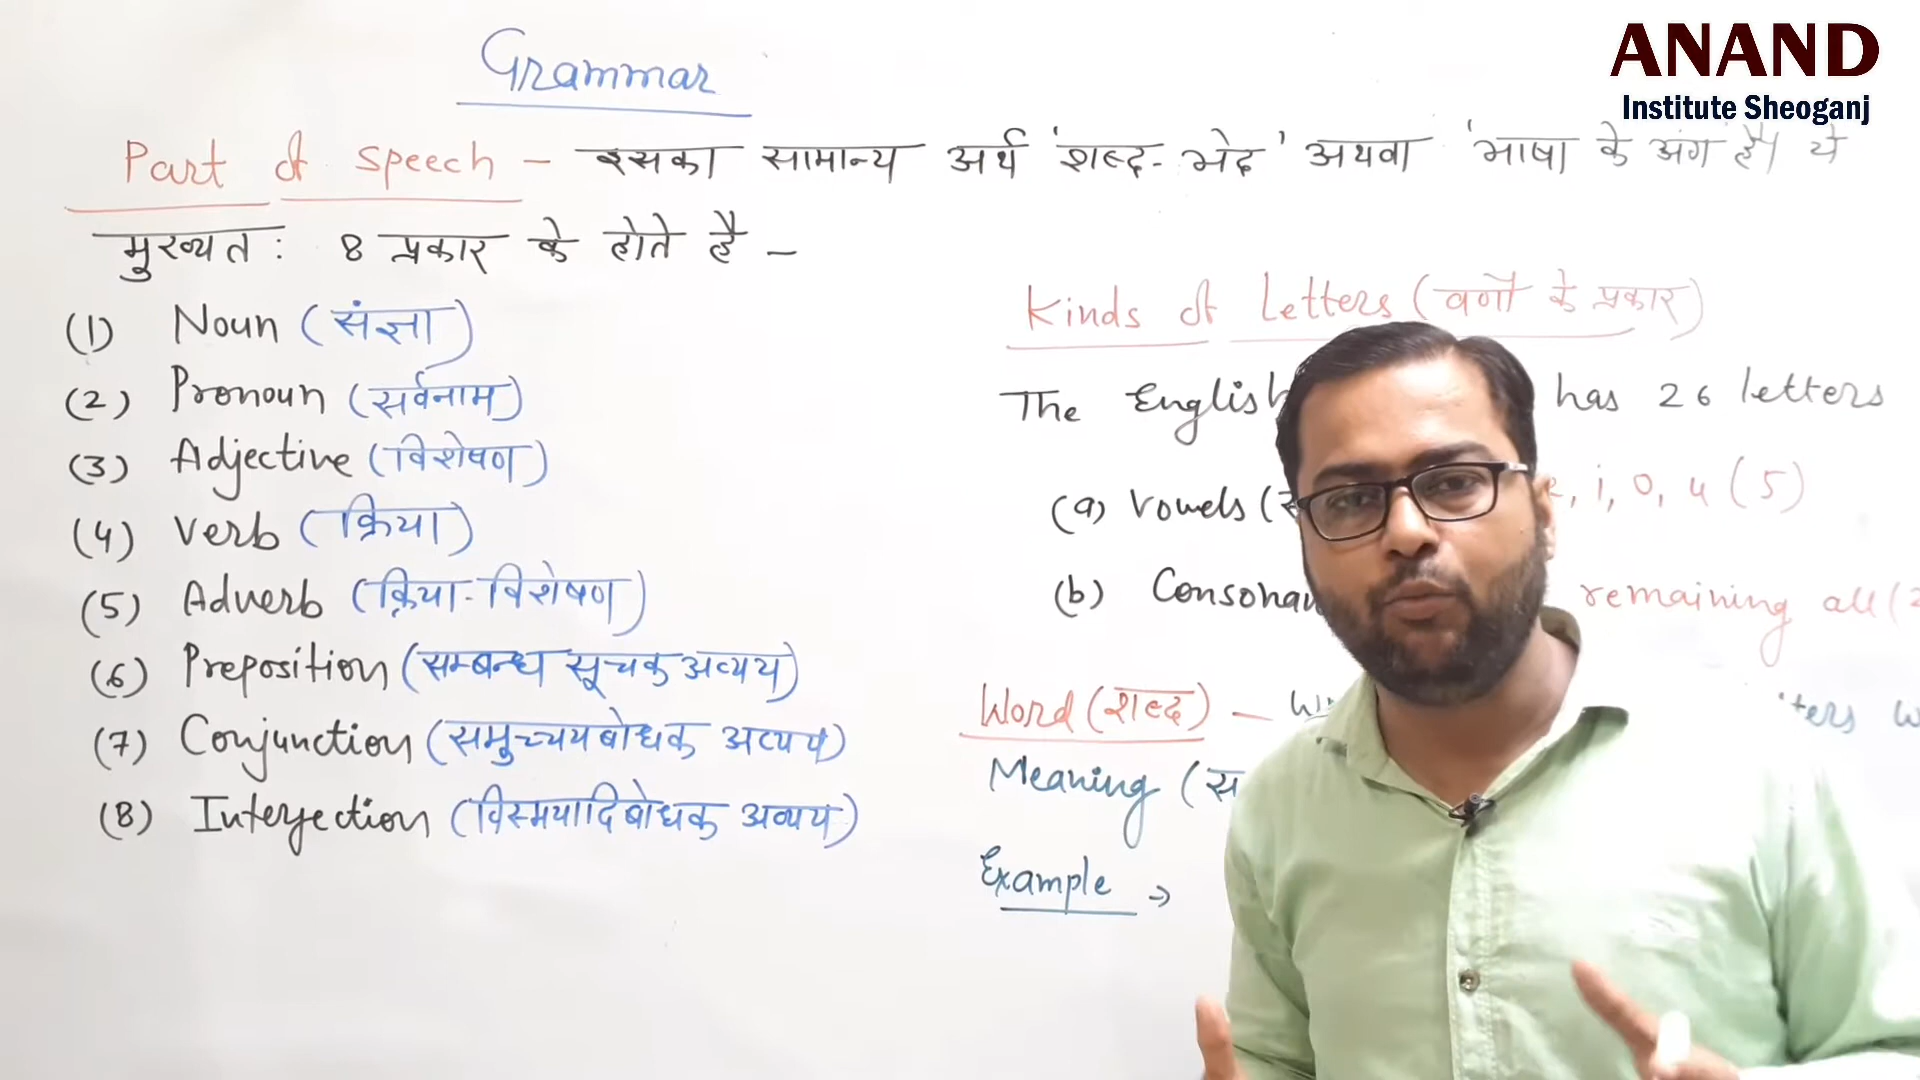 ANAND
Institute Sheoganj
Grammar
Part of speech - इसका सामान्य अर्थ 'शब्द-भेद' अथवा 'भाषा के अंग' है। ये
मुख्यतः 8 प्रकार के होते है -
(1) Noun (संज्ञा)
(2) Pronoun (सर्वनाम)
(3) Adjective (विशेषण)
(4) Verb (क्रिया)
(5) Adverb (क्रिया-विशेषण)
(6) Preposition (सम्बन्ध सूचक अव्यय)
(7) Conjunction (समुच्चयबोधक अव्यय)
(8) Interjection (विस्मयादिबोधक अव्यय)
Kinds of Letters (वर्णों के प्रकार)
The English has 26 letters
(a) Vowels ( i, o, u (5)
(b) remaining all (
Word (शब्द) -
Meaning (
Example →